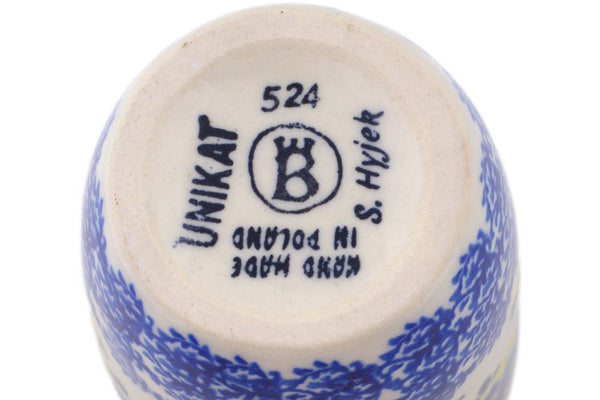 524
UNIKAT
B
S. Hyjek
HAND MADE
IN POLAND